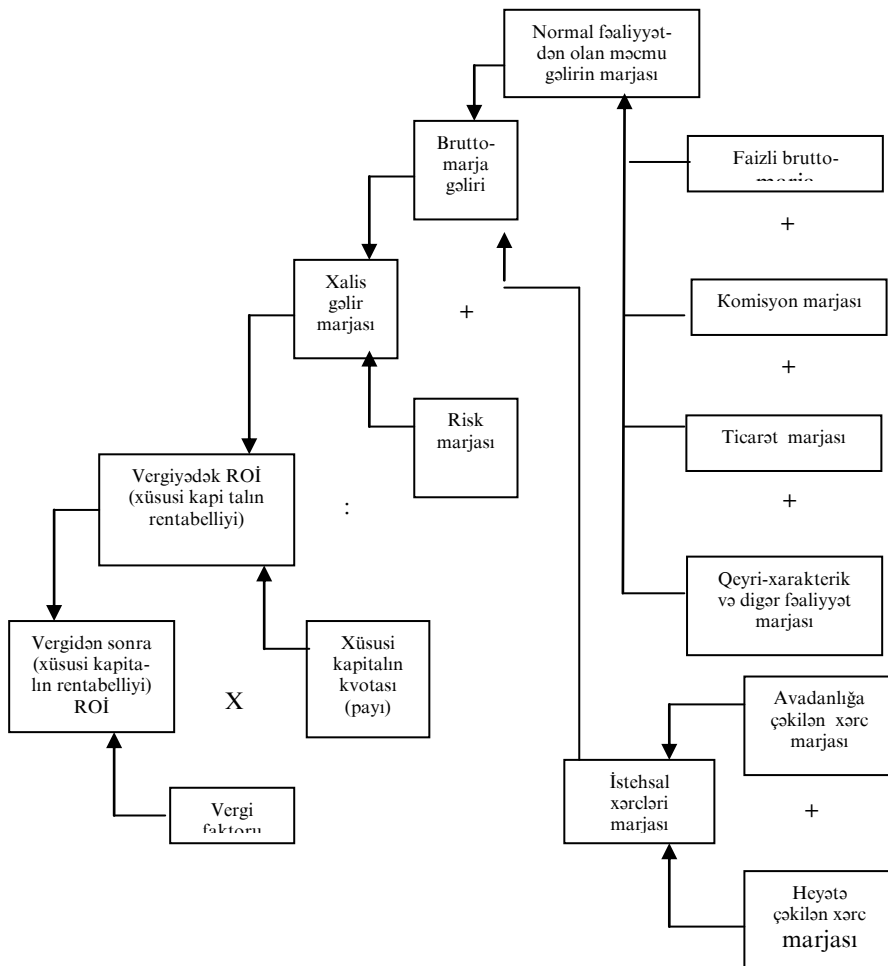 Normal fəaliyyət-
dən olan məcmu
gəlirin marjası
Brutto-
marja
gəliri
Faizli brutto-
marja
+
Xalis
gəlir
marjası
+
Komisyon marjası
+
Risk
marjası
Ticarət marjası
+
Vergiyədək ROİ
(xüsusi kapi talın
rentabelliyi)
:
Qeyri-xarakterik
və digər fəaliyyət
marjası
Vergidən sonra
(xüsusi kapita-
lın rentabelliyi)
ROİ
X
Xüsusi
kapitalın
kvotası
(payı)
Avadanlığa
çəkilən xərc
marjası
İstehsal
xərcləri
marjası
+
Vergi
faktoru
Heyətə
çəkilən xərc
marjası